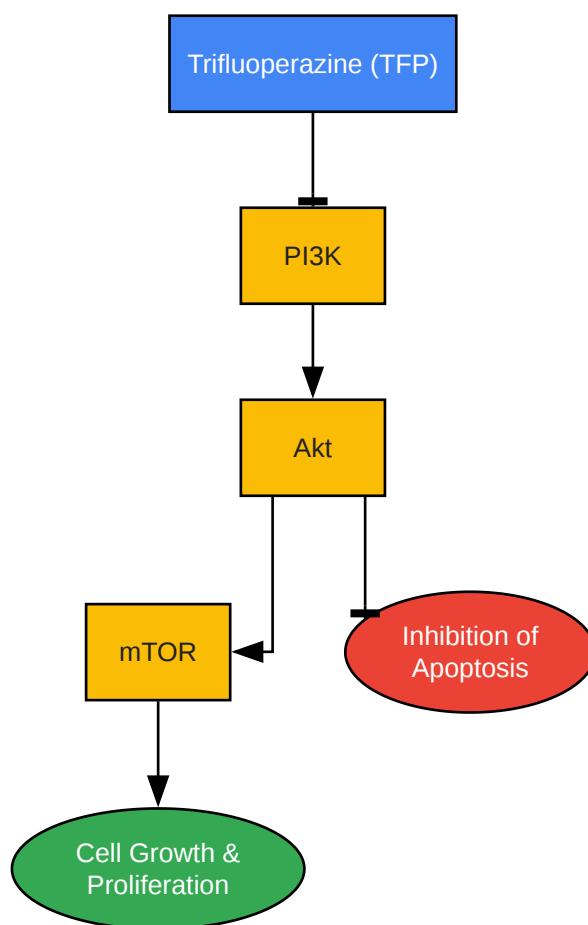 Trifluoperazine (TFP)
PI3K
Akt
mTOR
Inhibition of
Apoptosis
Cell Growth &
Proliferation